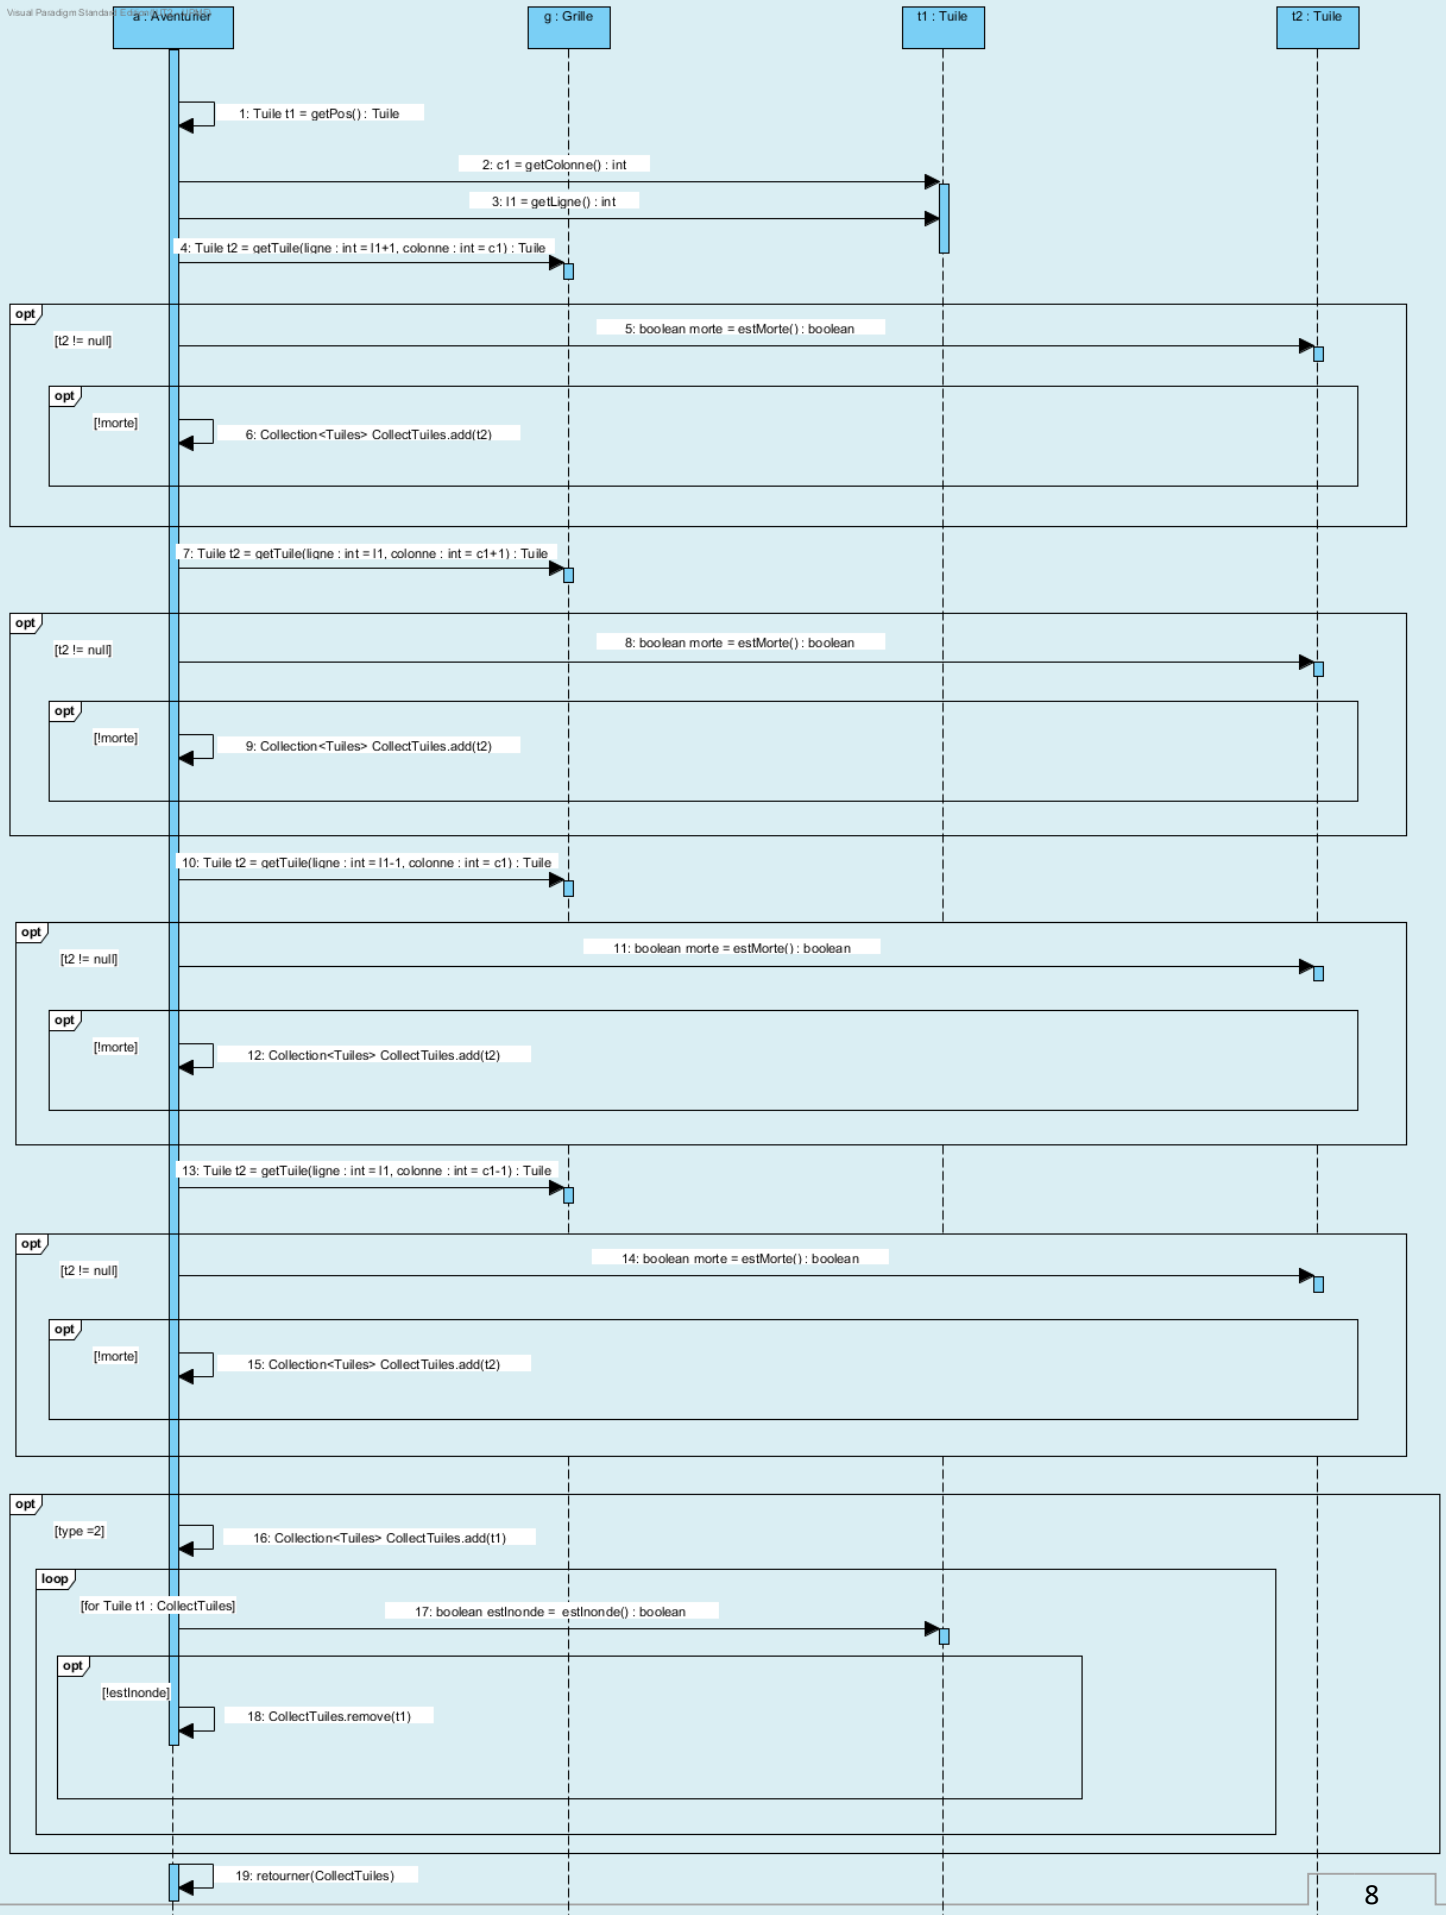 Visual Paradigm Standard Edition
a : Aventurier
g : Grille
t1 : Tuile
t2 : Tuile
1: Tuile t1 = getPos() : Tuile
2: c1 = getColonne() : int
3: l1 = getLigne() : int
4: Tuile t2 = getTuile(ligne : int = l1+1, colonne : int = c1) : Tuile
opt
[t2 != null]
5: boolean morte = estMorte() : boolean
opt
[!morte]
6: Collection<Tuiles> CollectTuiles.add(t2)
7: Tuile t2 = getTuile(ligne : int = l1, colonne : int = c1+1) : Tuile
opt
[t2 != null]
8: boolean morte = estMorte() : boolean
opt
[!morte]
9: Collection<Tuiles> CollectTuiles.add(t2)
10: Tuile t2 = getTuile(ligne : int = l1-1, colonne : int = c1) : Tuile
opt
[t2 != null]
11: boolean morte = estMorte() : boolean
opt
[!morte]
12: Collection<Tuiles> CollectTuiles.add(t2)
13: Tuile t2 = getTuile(ligne : int = l1, colonne : int = c1-1) : Tuile
opt
[t2 != null]
14: boolean morte = estMorte() : boolean
opt
[!morte]
15: Collection<Tuiles> CollectTuiles.add(t2)
opt
[type =2]
16: Collection<Tuiles> CollectTuiles.add(t1)
loop
[for Tuile t1 : CollectTuiles]
17: boolean estInonde = estInonde() : boolean
opt
[!estInonde]
18: CollectTuiles.remove(t1)
19: retourner(CollectTuiles)
8